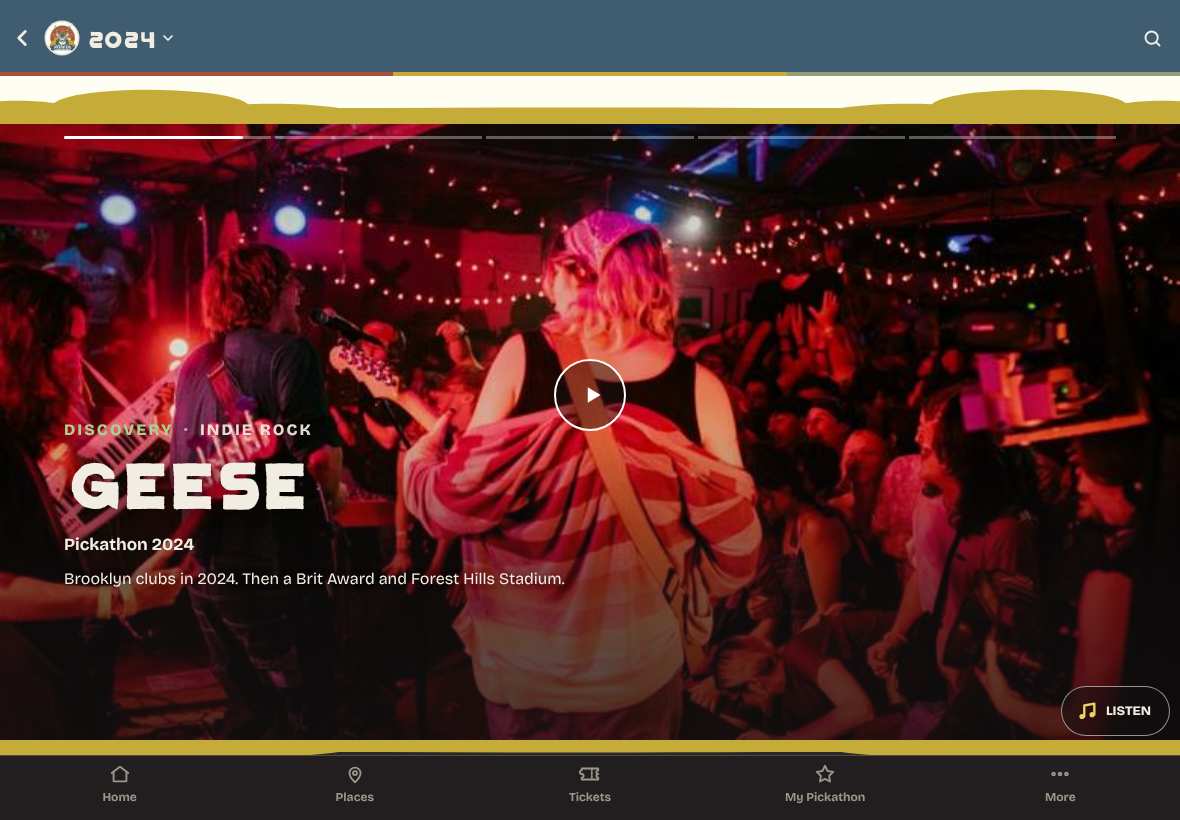 2024
DISCOVERY · INDIE ROCK
GEESE
Pickathon 2024
Brooklyn clubs in 2024. Then a Brit Award and Forest Hills Stadium.
LISTEN
Home
Places
Tickets
My Pickathon
More